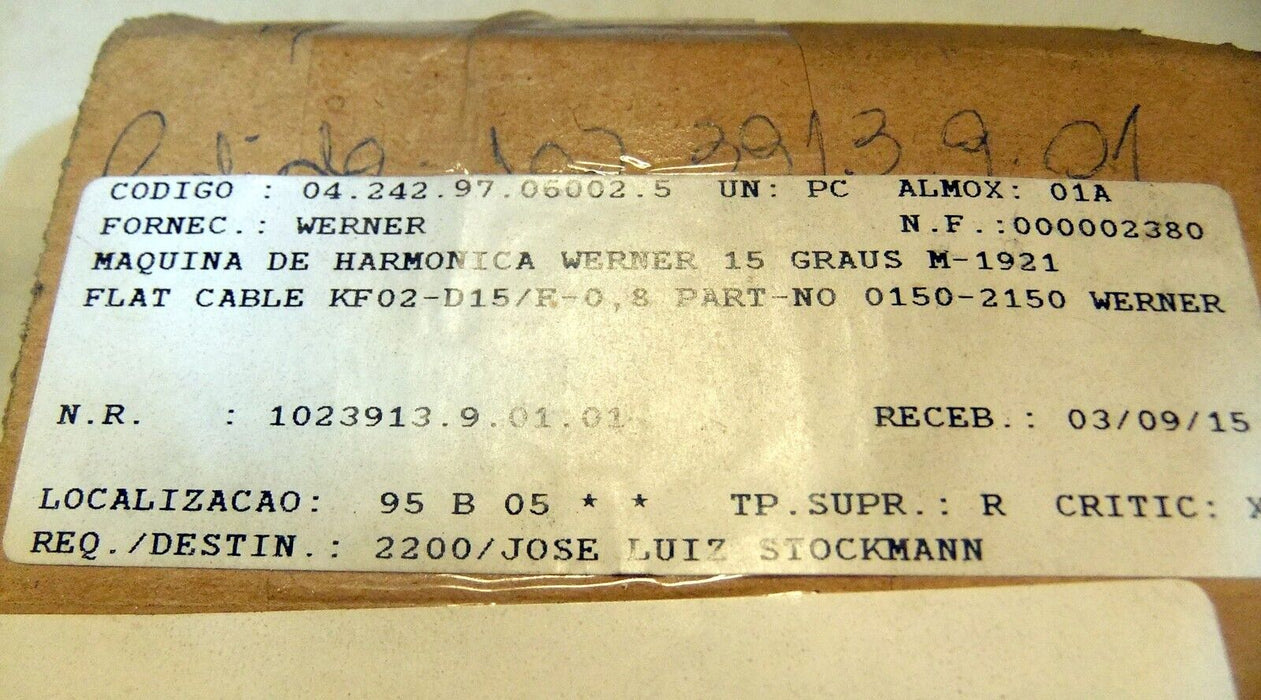 102 3913.9.01
CODIGO : 04.242.97.06002.5 UN: PC ALMOX: 01A
FORNEC.: WERNER N.F.:000002380
MAQUINA DE HARMONICA WERNER 15 GRAUS M-1921
FLAT CABLE KF02-D15/E-0,8 PART-NO 0150-2150 WERNER
N.R. : 1023913.9.01.01 RECEB.: 03/09/15
LOCALIZACAO: 95 B 05 * * TP.SUPR.: R CRITIC: X
REQ./DESTIN.: 2200/JOSE LUIZ STOCKMANN